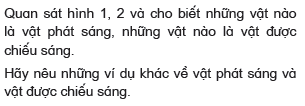 Quan sát hình 1, 2 và cho biết những vật nào
là vật phát sáng, những vật nào là vật được
chiếu sáng.
Hãy nêu những ví dụ khác về vật phát sáng và
vật được chiếu sáng.